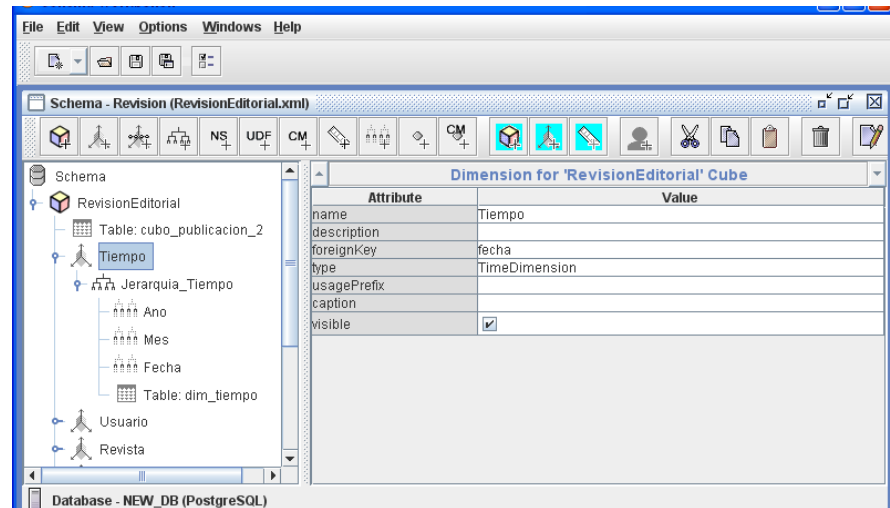 File Edit View Options Windows Help
Schema - Revision (RevisionEditorial.xml)
NS UDF CM CM
Schema
RevisionEditorial
Table: cubo_publicacion_2
Tiempo
Jerarquia_Tiempo
Ano
Mes
Fecha
Table: dim_tiempo
Usuario
Revista
Dimension for 'RevisionEditorial' Cube
Attribute Value
name Tiempo
description
foreignKey fecha
type TimeDimension
usagePrefix
caption
visible
Database - NEW_DB (PostgreSQL)